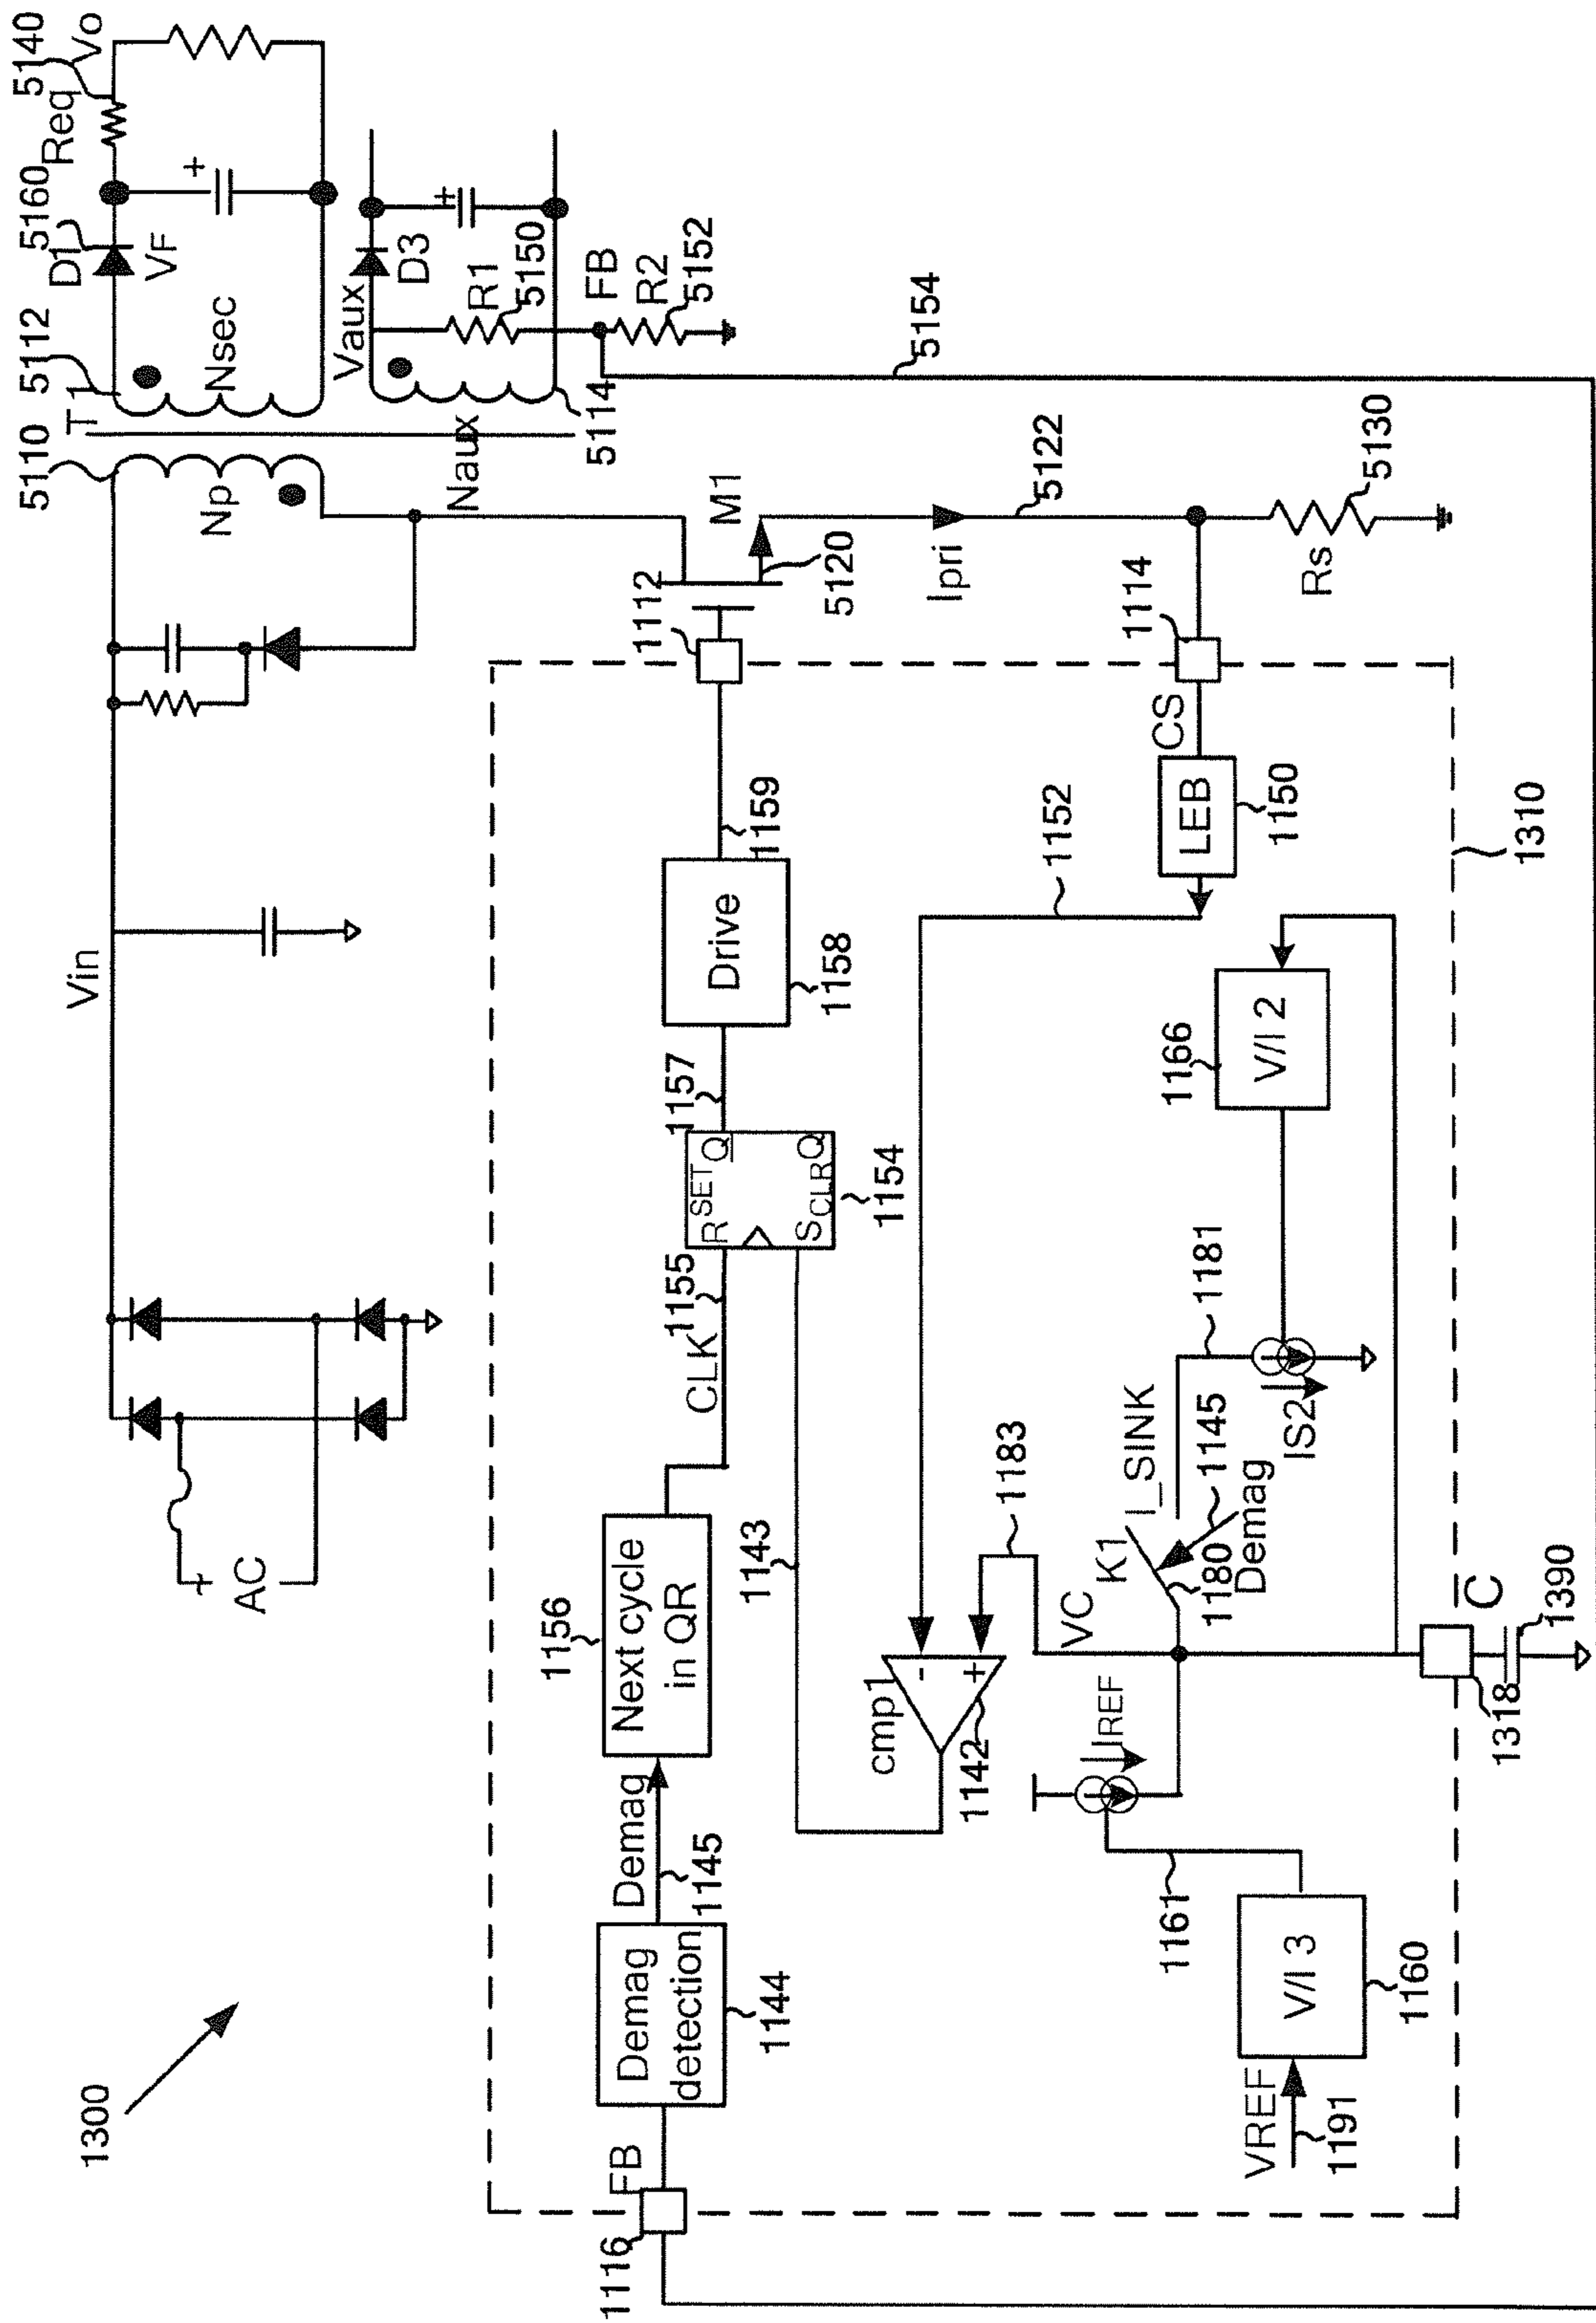 1300
AC
+
Vin
5110
T1
5112
5160
5140
D1
Req
Vo
VF
+
Np
Nsec
Naux
Vaux
D3
+
R1
5150
FB
R2
5152
5114
5154
1116
FB
Demag
detection
1144
Demag
1145
1156
Next cycle
in QR
CLK
1155
R SET Q
S CLR Q
1154
1157
Drive
1158
1159
1112
M1
5120
Ipri
5122
1114
CS
5130
Rs
LEB
1150
1152
1143
cmp1
-
+
1142
1183
VC
K1
I_SINK
1180
1145
Demag
1181
IS2
1166
V/I 2
IREF
1161
V/I 3
1160
VREF
1191
1318
C
1390
1310